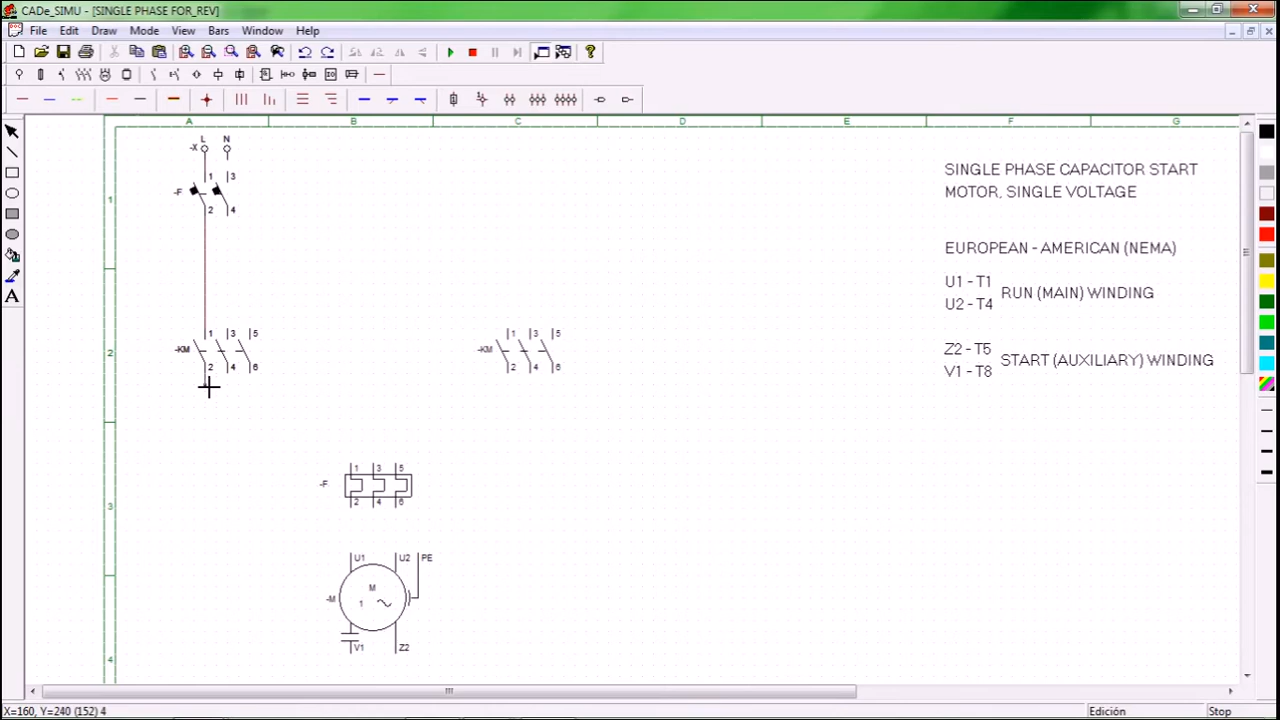 CADe_SIMU - [SINGLE PHASE FOR_REV]
File Edit Draw Mode View Bars Window Help
A B C D E F G
L N
-X
1 3
-F
2 4
1
1 3 5
-KM
2 4 6
1 3 5
-KM
2 4 6
2
1 3 5
-F
2 4 6
3
U1 U2 PE
M
-M
1
V1 Z2
4
SINGLE PHASE CAPACITOR START
MOTOR, SINGLE VOLTAGE
EUROPEAN - AMERICAN (NEMA)
U1 - T1
U2 - T4
RUN (MAIN) WINDING
Z2 - T5
V1 - T8
START (AUXILIARY) WINDING
A
X=160, Y=240 (152) 4
Edición
Stop